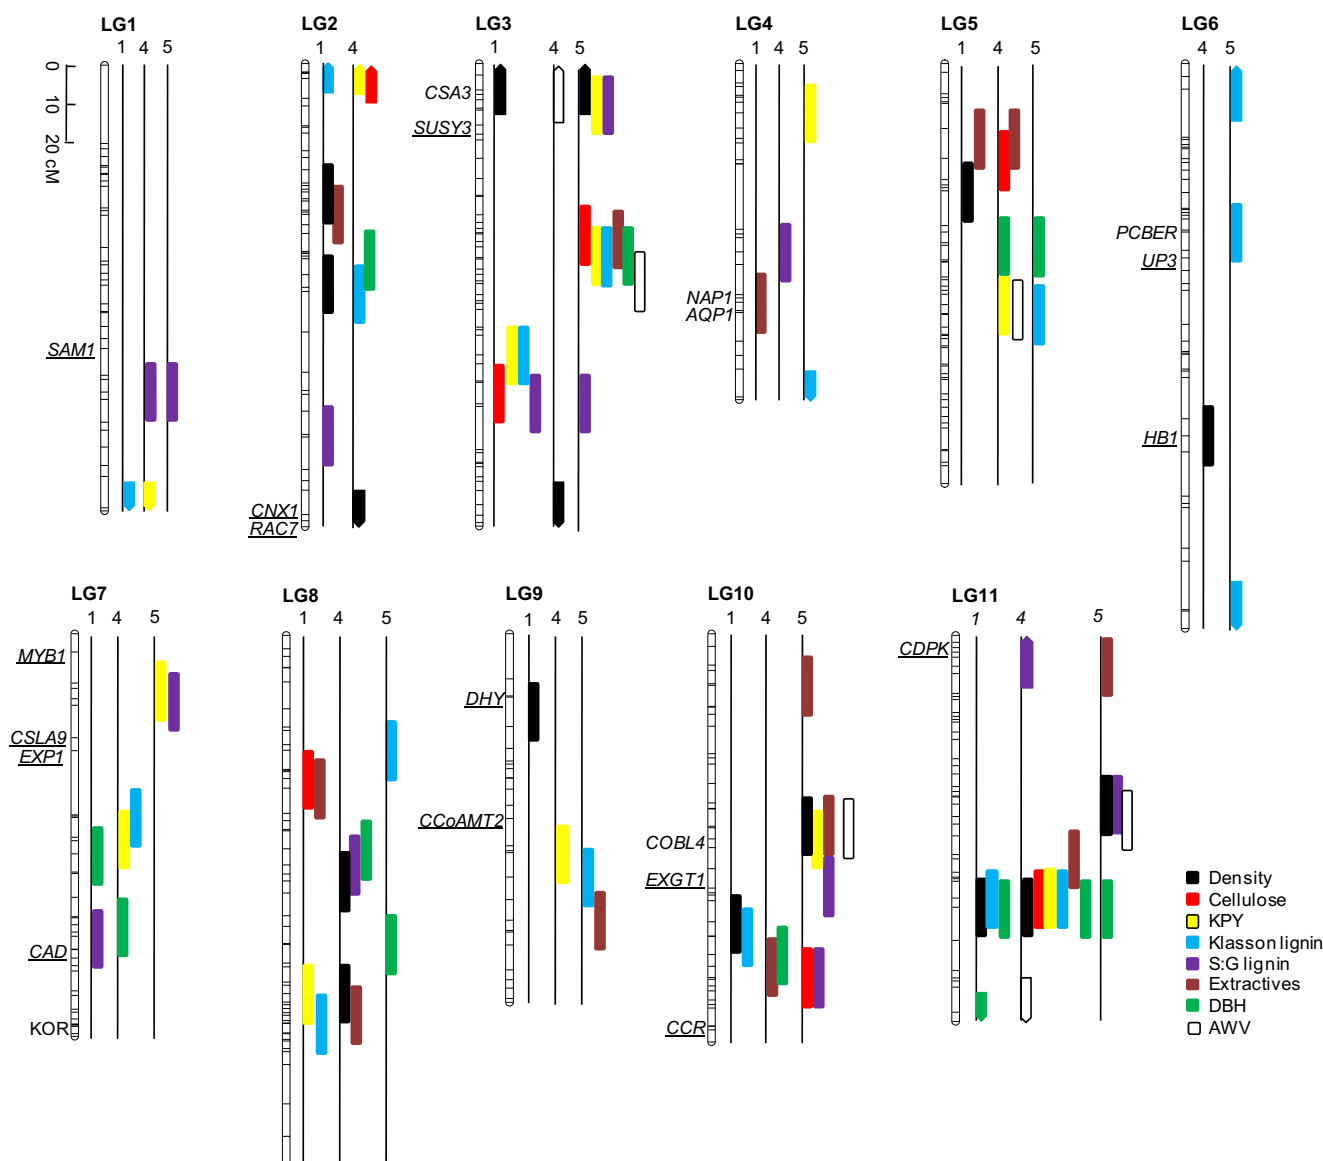 LG1 LG2 LG3 LG4 LG5 LG6
1 4 5 1 4 1 4 5 1 4 5 1 4 5 4 5
0
10
20 cM
CSA3
SUSY3
PCBER
UP3
NAP1
AQP1
SAM1
HB1
CNX1
RAC7
LG7 LG8 LG9 LG10 LG11
1 4 5 1 4 5 1 4 5 1 4 5 1 4 5
MYB1
CDPK
DHY
CSLA9
EXP1
CCoAMT2
COBL4
EXGT1
CAD
KOR
CCR
Density
Cellulose
KPY
Klasson lignin
S:G lignin
Extractives
DBH
AWV